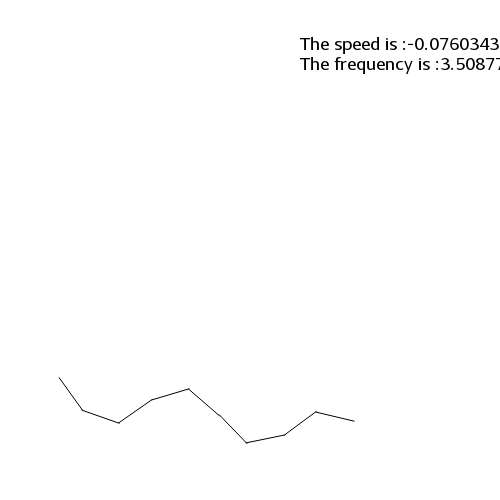 The speed is :-0.0760343
The frequency is :3.50877